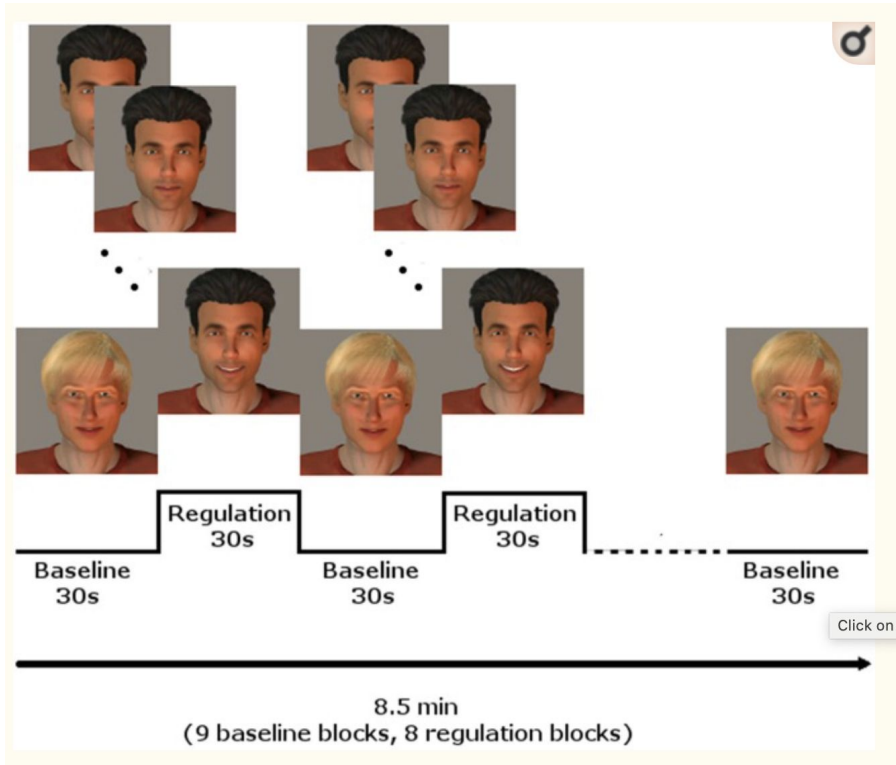 Regulation
30s
Regulation
30s
Baseline
30s
Baseline
30s
Baseline
30s
Click on
8.5 min
(9 baseline blocks, 8 regulation blocks)